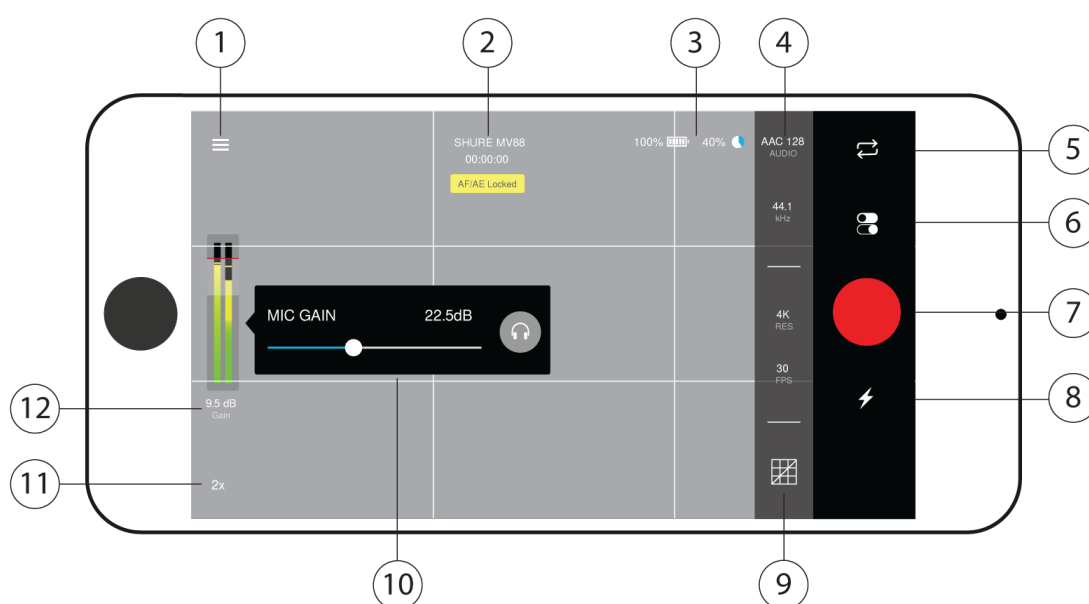 1
2
3
4
SHURE MV88
00:00:00
AF/AE Locked
100%
40%
AAC 128
AUDIO
44.1
kHz
4K
RES
30
FPS
5
6
7
8
MIC GAIN 22.5dB
9.5 dB
Gain
2x
12
11
10
9